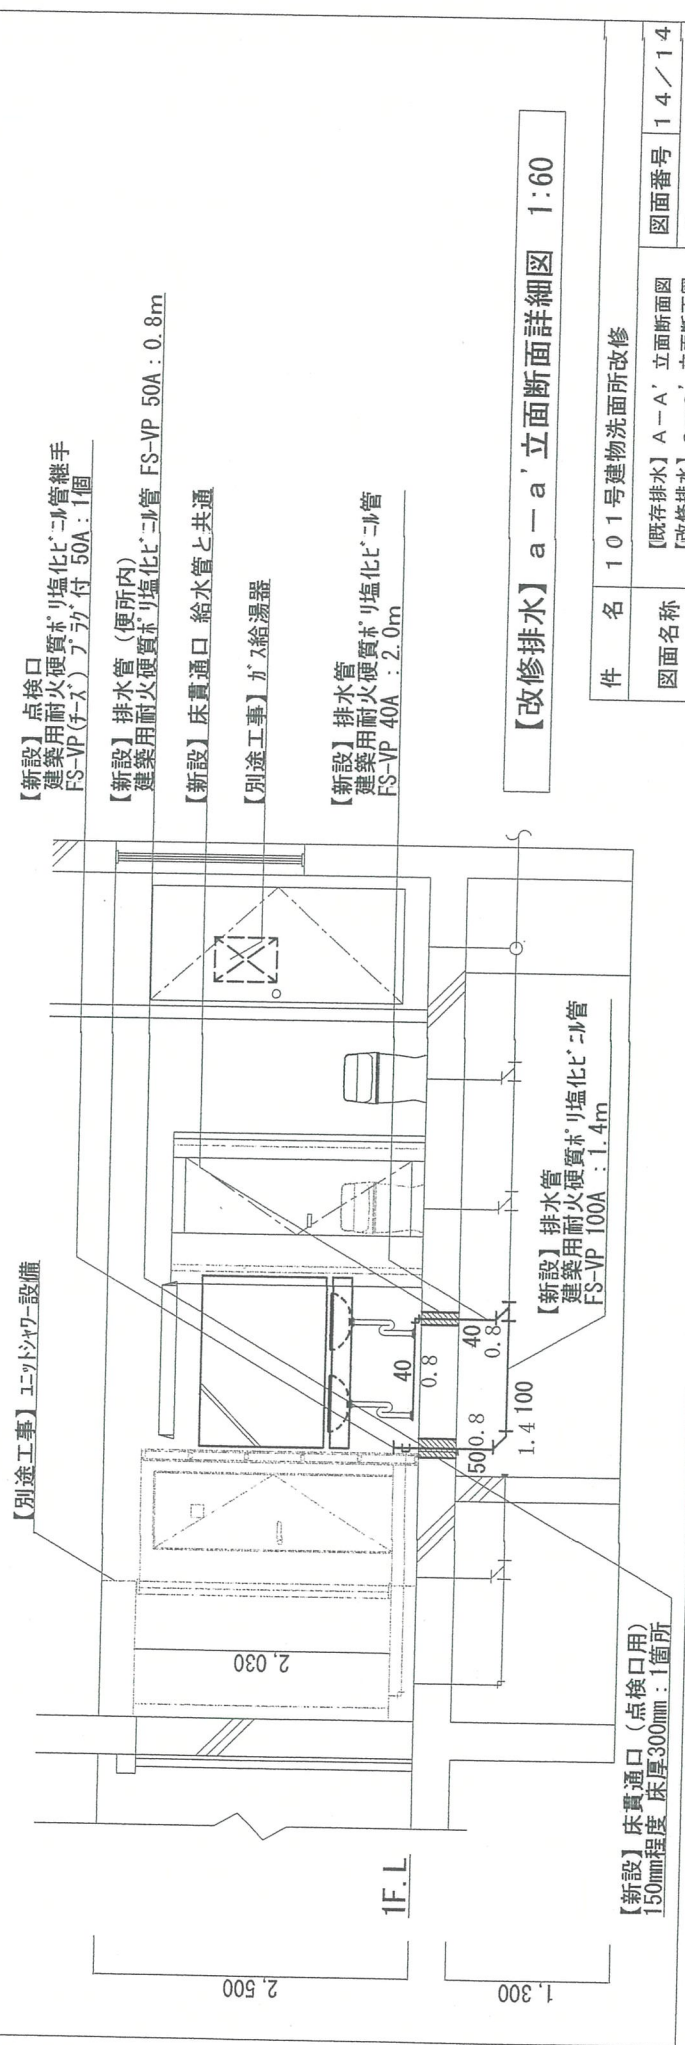 【別途工事】ユニットシャワー設備
【新設】点検口
建築用耐火硬質ポリ塩化ビニル管継手
FS-VP(チーズ) プラグ付 50A : 1個
【新設】排水管 (便所内)
建築用耐火硬質ポリ塩化ビニル管 FS-VP 50A : 0.8m
【新設】床貫通口 給水管と共通
【別途工事】ガス給湯器
【新設】排水管
建築用耐火硬質ポリ塩化ビニル管
FS-VP 40A : 2.0m
2,500
1,300
1F.L
2,030
40
0.8
40
0.8
50
0.8
1.4
100
【新設】排水管
建築用耐火硬質ポリ塩化ビニル管
FS-VP 100A : 1.4m
【新設】床貫通口 (点検口用)
150mm程度 床厚300mm : 1箇所
【改修排水】a-a'立面断面詳細図 1:60
件 名
101号建物洗面所改修
図面名称
【既存排水】A-A' 立面断面図
図面番号
14/14